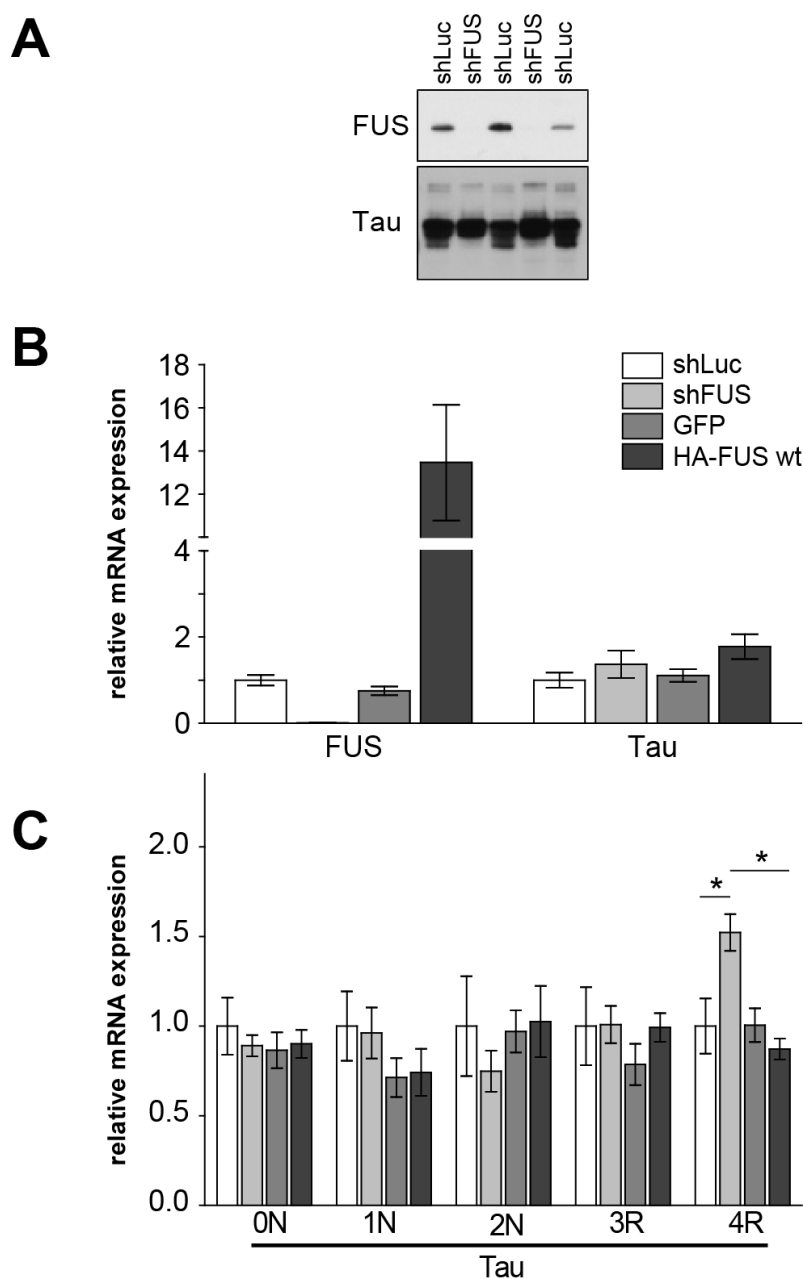 A
shLuc shFUS shLuc shFUS shLuc
FUS
Tau
B
relative mRNA expression
18
16
14
12
4
2
0
shLuc
shFUS
GFP
HA-FUS wt
FUS Tau
C
relative mRNA expression
2.0
1.5
1.0
0.5
0.0
* *
0N 1N 2N 3R 4R
Tau